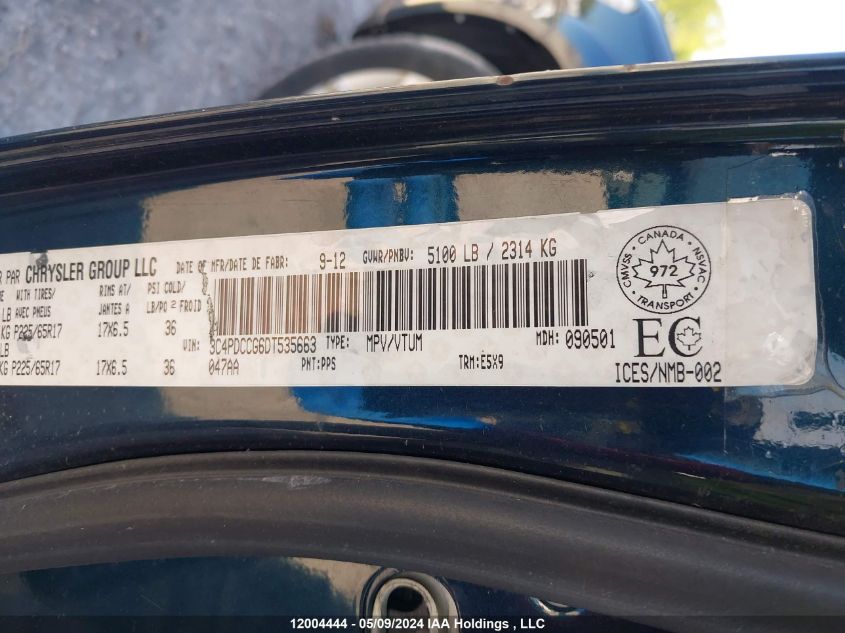 R PAR CHRYSLER GROUP LLC DATE OF MFR/DATE DE FABR: 9-12 GVWR/PNBV: 5100 LB / 2314 KG
WITH TIRES/ RIMS AT/ PSI COLD/
LB AVEC PNEUS JANTES A LB/PO 2 FROID
KG P225/65R17 17X6.5 36
LB VIN: 3C4PDCCG6DT535663 TYPE: MPV/VTUM MDH: 090501
KG P225/65R17 17X6.5 36 047AA PNT:PPS TRM:E5X9
CMVSS CANADA NSVAC
972
TRANSPORT
EC
ICES/NMB-002
12004444 - 05/09/2024 IAA Holdings , LLC